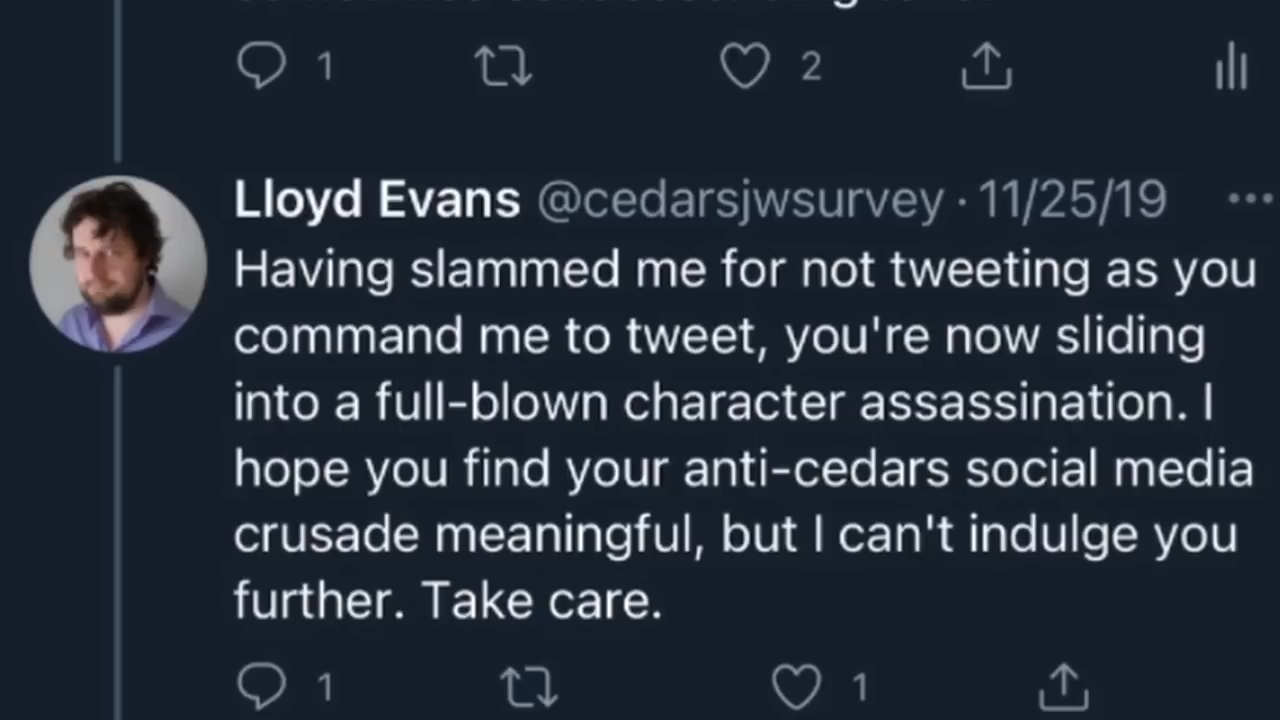 1 2
Lloyd Evans @cedarsjwsurvey · 11/25/19 ...
Having slammed me for not tweeting as you
command me to tweet, you're now sliding
into a full-blown character assassination. I
hope you find your anti-cedars social media
crusade meaningful, but I can't indulge you
further. Take care.
1 1